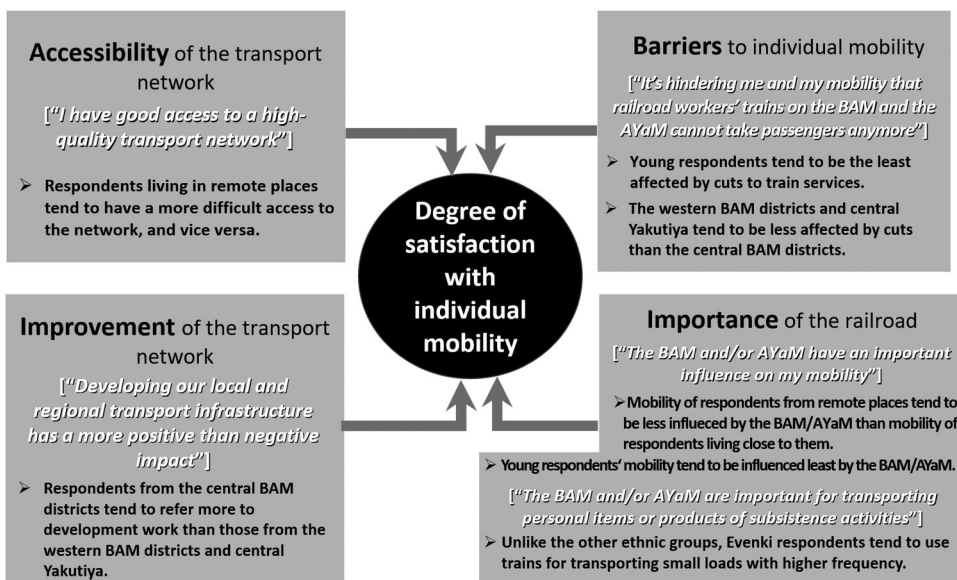 Accessibility of the transport
network
["I have good access to a high-
quality transport network"]
➢ Respondents living in remote places
tend to have a more difficult access to
the network, and vice versa.
Barriers to individual mobility
["It's hindering me and my mobility that
railroad workers' trains on the BAM and the
AYaM cannot take passengers anymore"]
➢ Young respondents tend to be the least
affected by cuts to train services.
➢ The western BAM districts and central
Yakutiya tend to be less affected by cuts
than the central BAM districts.
Degree of
satisfaction
with
individual
mobility
Improvement of the transport
network
["Developing our local and
regional transport infrastructure
has a more positive than negative
impact"]
➢ Respondents from the central BAM
districts tend to refer more to
development work than those from the
western BAM districts and central
Yakutiya.
Importance of the railroad
["The BAM and/or AYaM have an important
influence on my mobility"]
➢Mobility of respondents from remote places tend to
be less influeced by the BAM/AYaM than mobility of
respondents living close to them.
➢ Young respondents' mobility tend to be influenced least by the BAM/AYaM.
["The BAM and/or AYaM are important for transporting
personal items or products of subsistence activities"]
➢ Unlike the other ethnic groups, Evenki respondents tend to use
trains for transporting small loads with higher frequency.